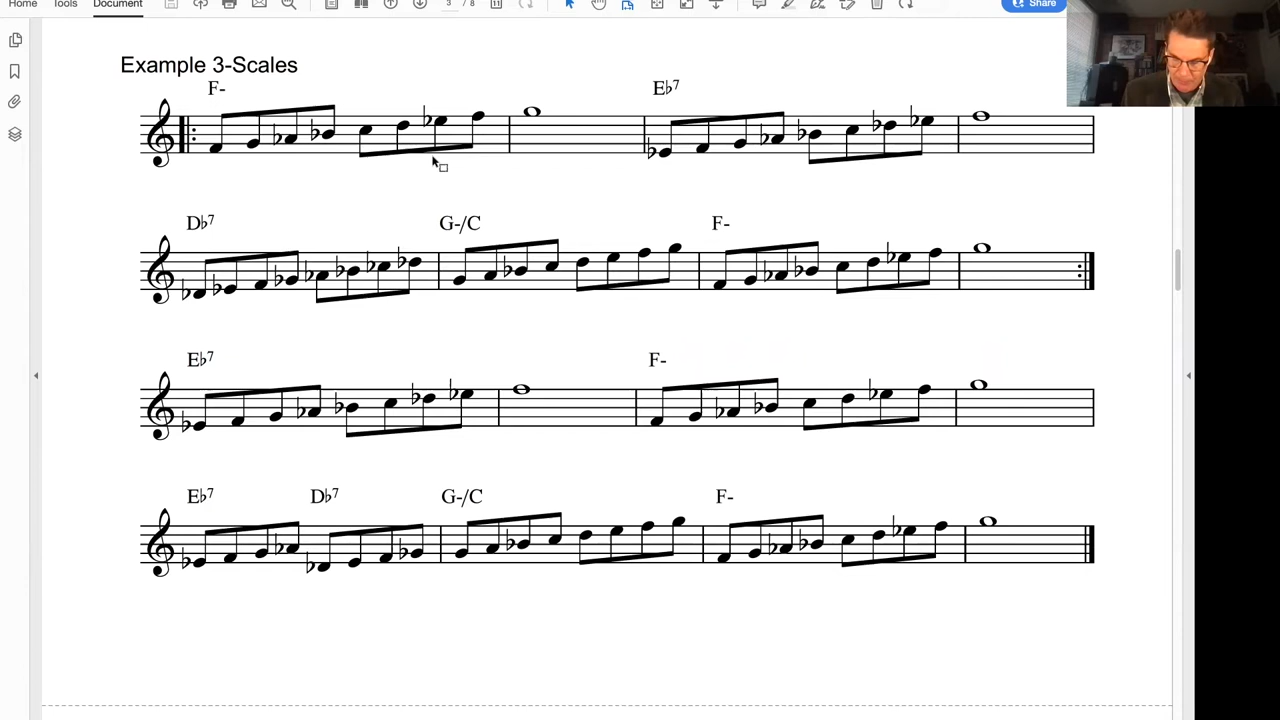 Home Tools Document 3 / 8 Share
Example 3-Scales
F- E♭7
D♭7 G-/C F-
E♭7 F-
E♭7 D♭7 G-/C F-